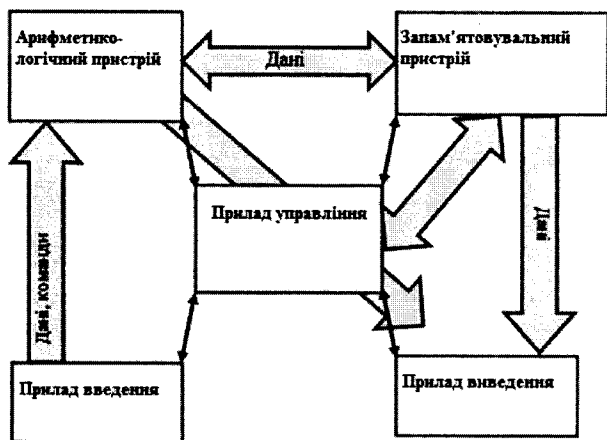 Арифметико-
логічний пристрій
Запам'ятовувальний
пристрій
Дані
Прилад управління
Дані, команди
Дані
Прилад введення
Прилад виведення